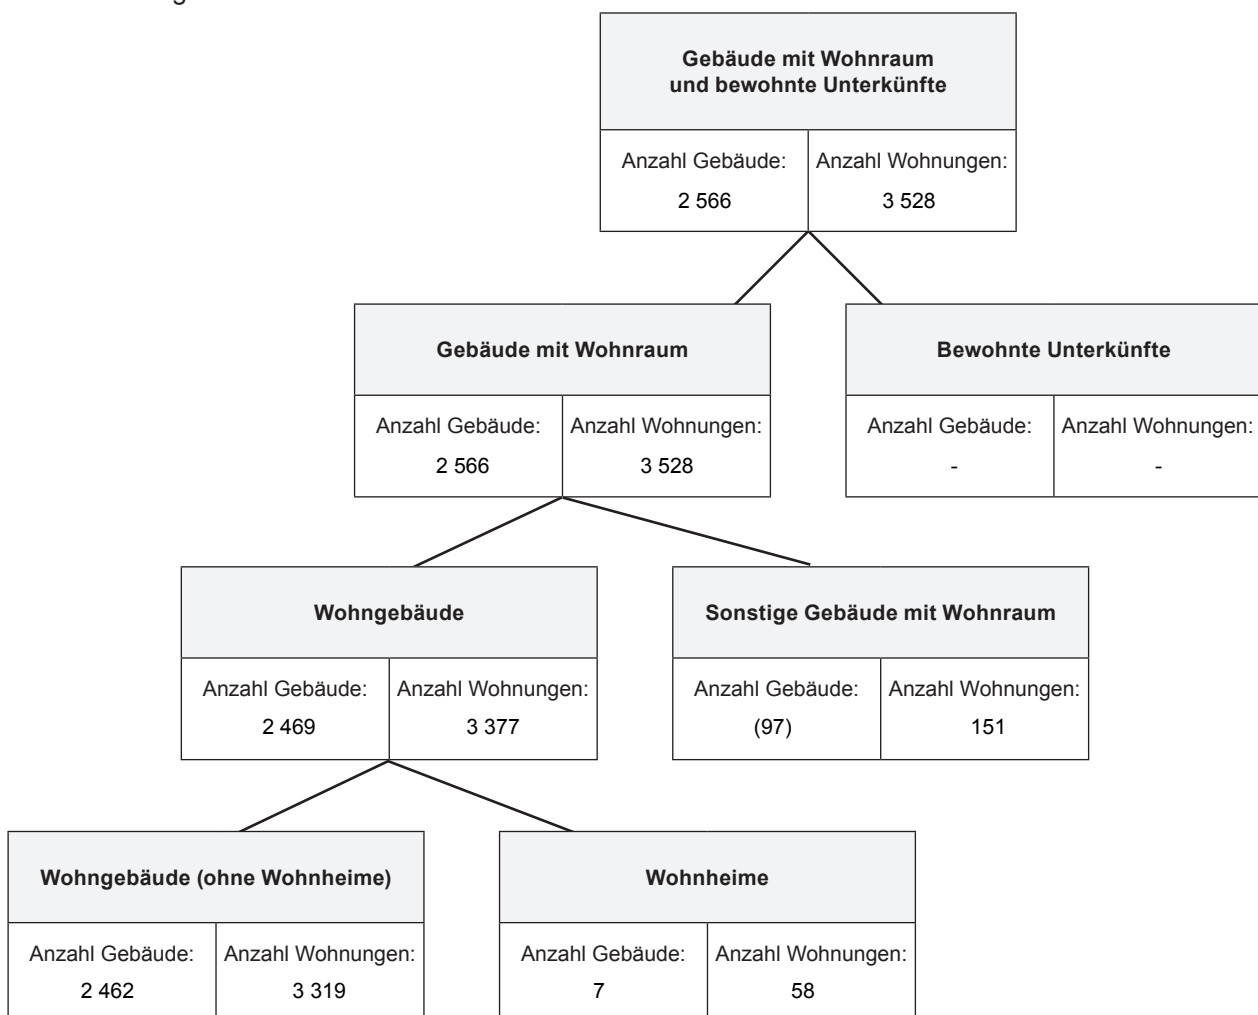 Gebäude mit Wohnraum
und bewohnte Unterkünfte
Anzahl Gebäude: Anzahl Wohnungen:
2 566 3 528
Gebäude mit Wohnraum Bewohnte Unterkünfte
Anzahl Gebäude: Anzahl Wohnungen: Anzahl Gebäude: Anzahl Wohnungen:
2 566 3 528 - -
Wohngebäude Sonstige Gebäude mit Wohnraum
Anzahl Gebäude: Anzahl Wohnungen: Anzahl Gebäude: Anzahl Wohnungen:
2 469 3 377 (97) 151
Wohngebäude (ohne Wohnheime) Wohnheime
Anzahl Gebäude: Anzahl Wohnungen: Anzahl Gebäude: Anzahl Wohnungen:
2 462 3 319 7 58